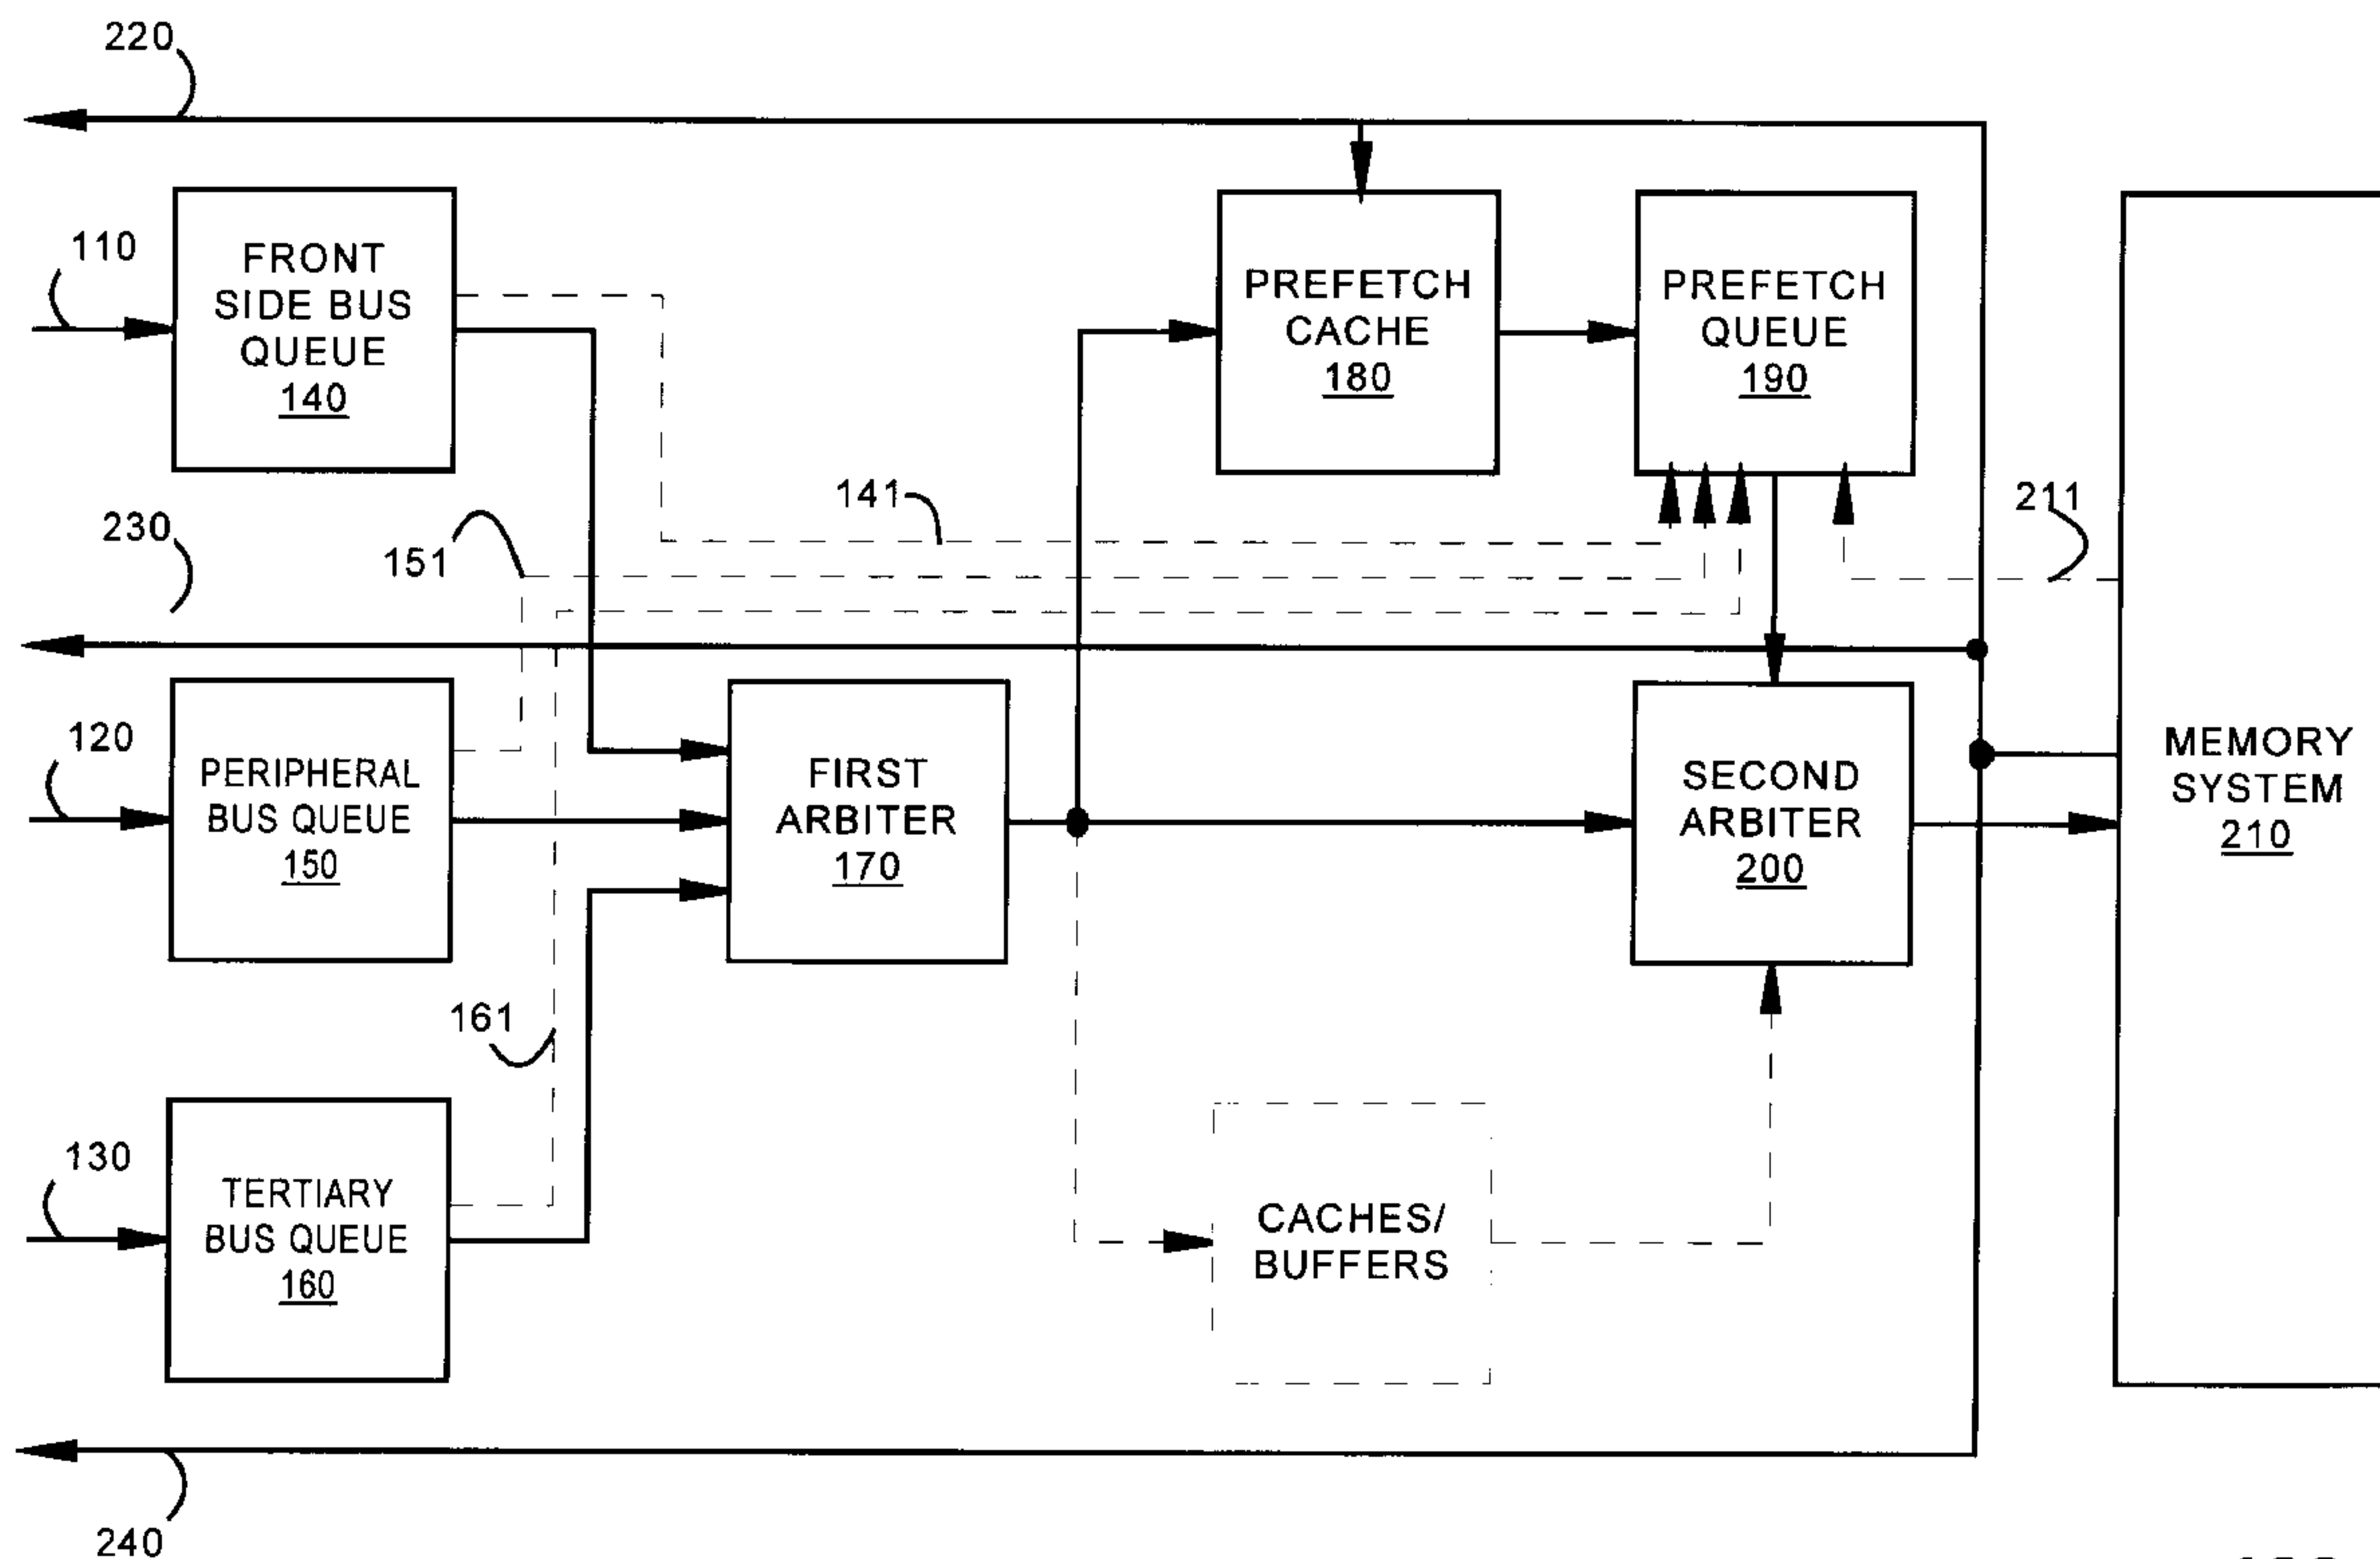 220
110
FRONT
SIDE BUS
QUEUE
140
PREFETCH
CACHE
180
PREFETCH
QUEUE
190
141
211
230
151
120
PERIPHERAL
BUS QUEUE
150
FIRST
ARBITER
170
SECOND
ARBITER
200
MEMORY
SYSTEM
210
161
130
TERTIARY
BUS QUEUE
160
CACHES/
BUFFERS
240